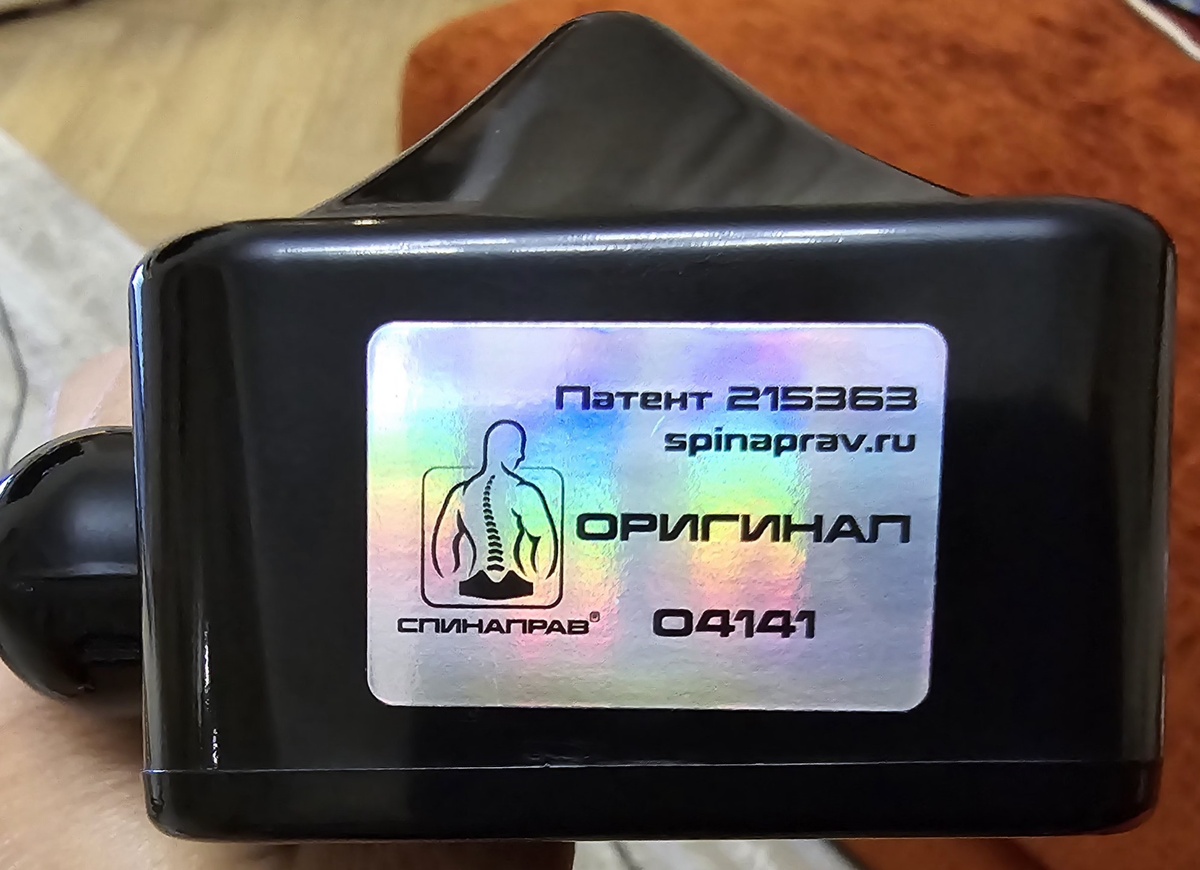 Патент 215363
spinaprav.ru
ОРИГИНАЛ
СПИНАПРАВ®
04141